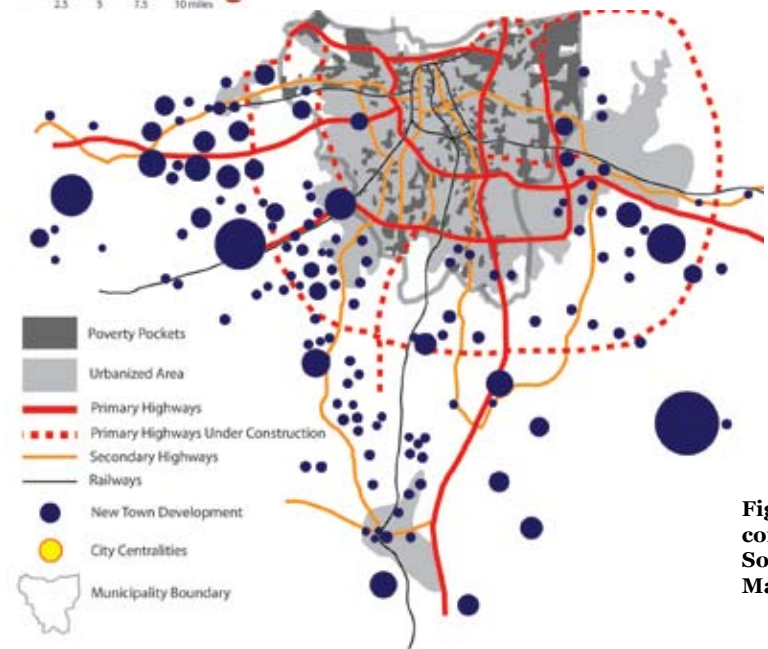 2.5 5 7.5 10 miles
Poverty Pockets
Urbanized Area
Primary Highways
Primary Highways Under Construction
Secondary Highways
Railways
New Town Development
City Centralities
Municipality Boundary
Fig
co
So
Ma